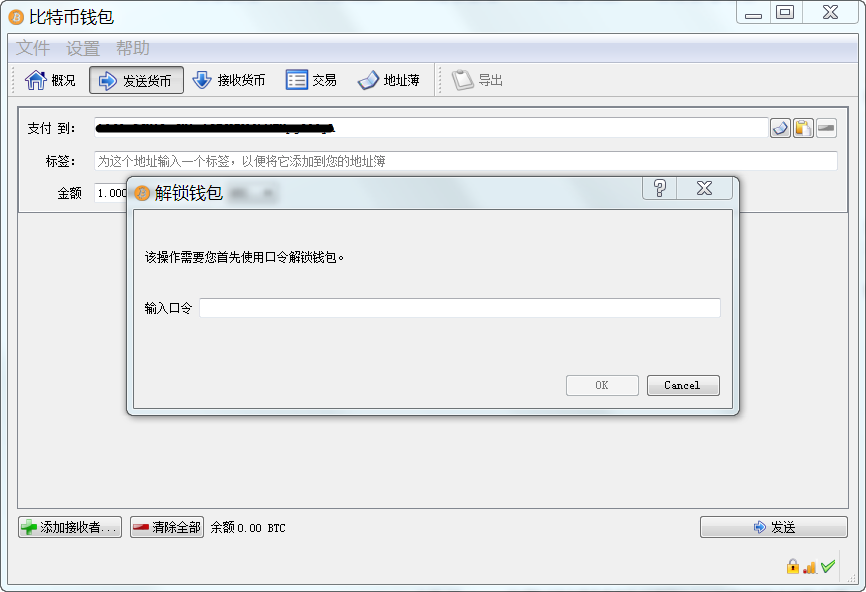 比特币钱包
文件 设置 帮助
概况 发送货币 接收货币 交易 地址薄 导出
支付 到：
标签： 为这个地址输入一个标签，以便将它添加到您的地址薄
金额 1.000
解锁钱包
该操作需要您首先使用口令解锁钱包。
输入口令
OK Cancel
添加接收者... 清除全部 余额 0.00 BTC 发送